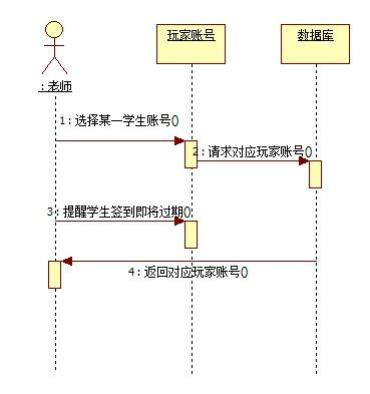 玩家账号
数据库
: 老师
1 : 选择某一学生账号()
2 : 请求对应玩家账号()
3 : 提醒学生签到即将过期()
4 : 返回对应玩家账号()